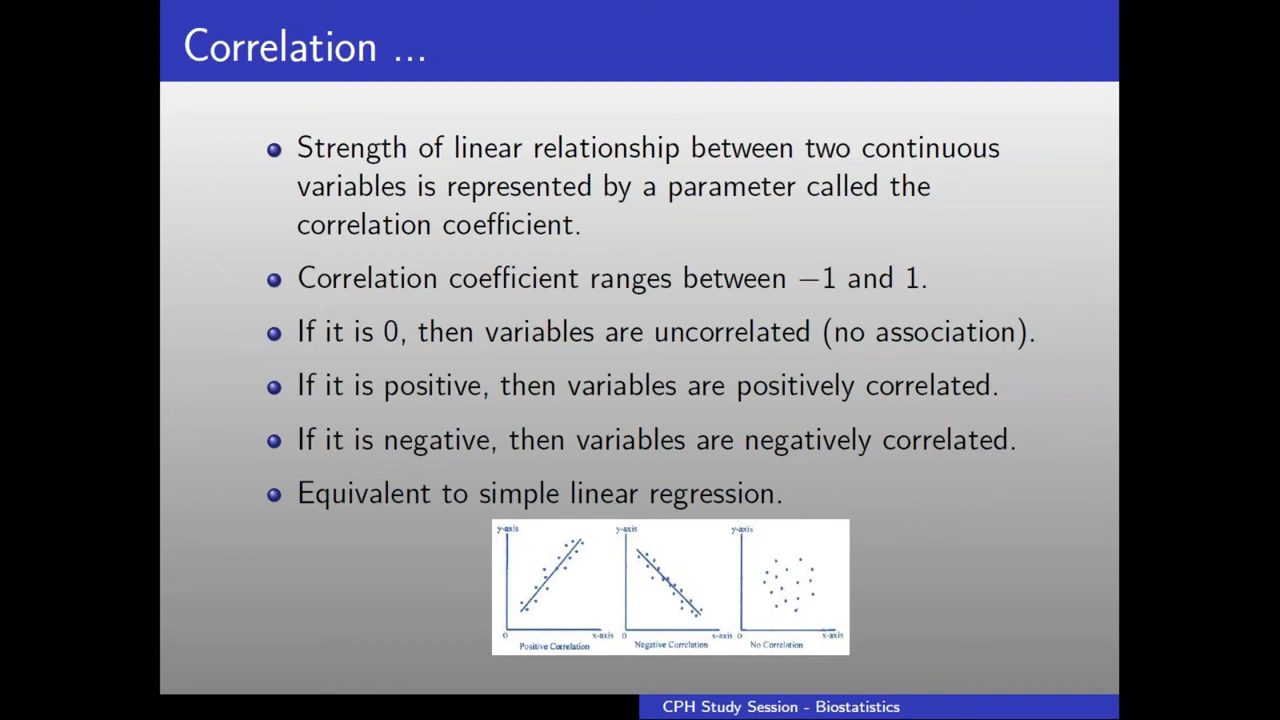 Correlation ...
Strength of linear relationship between two continuous
variables is represented by a parameter called the
correlation coefficient.
Correlation coefficient ranges between −1 and 1.
If it is 0, then variables are uncorrelated (no association).
If it is positive, then variables are positively correlated.
If it is negative, then variables are negatively correlated.
Equivalent to simple linear regression.
y-axis
0
x-axis
Positive Correlation
y-axis
0
x-axis
Negative Correlation
y-axis
0
x-axis
No Correlation
CPH Study Session - Biostatistics